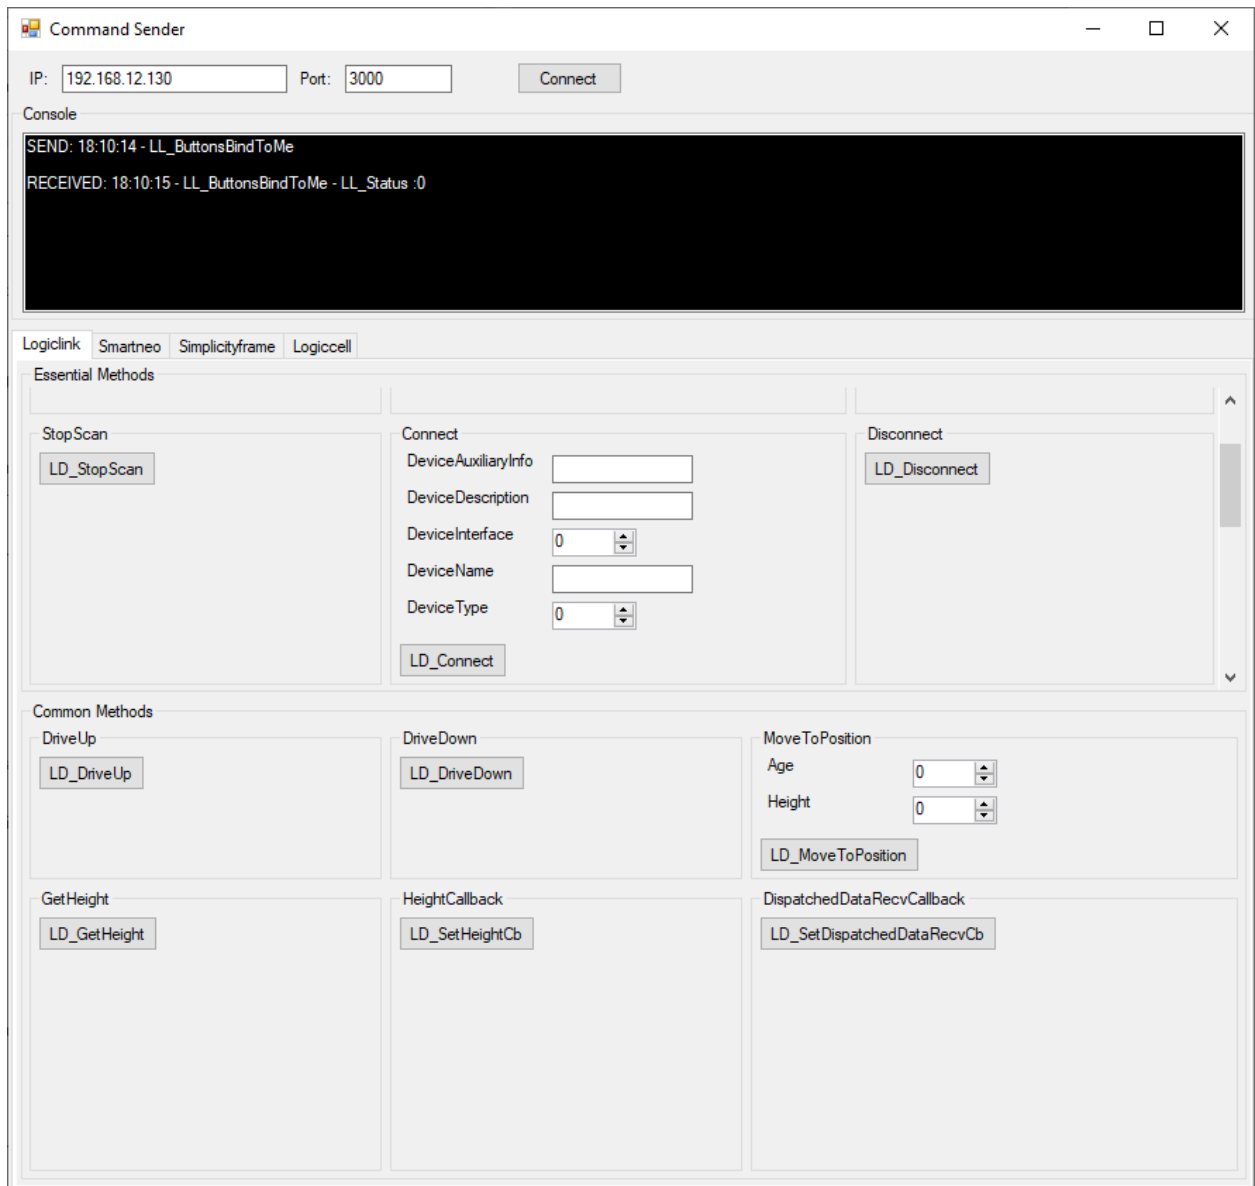 Command Sender
IP: 192.168.12.130 Port: 3000 Connect
Console
SEND: 18:10:14 - LL_ButtonsBindToMe
RECEIVED: 18:10:15 - LL_ButtonsBindToMe - LL_Status :0
Logiclink Smartneo Simplicityframe Logiccell
Essential Methods
StopScan Connect Disconnect
LD_StopScan DeviceAuxiliaryInfo LD_Disconnect
DeviceDescription
DeviceInterface 0
DeviceName
DeviceType 0
LD_Connect
Common Methods
DriveUp DriveDown MoveToPosition
LD_DriveUp LD_DriveDown Age 0
Height 0
LD_MoveToPosition
GetHeight HeightCallback DispatchedDataRecvCallback
LD_GetHeight LD_SetHeightCb LD_SetDispatchedDataRecvCb